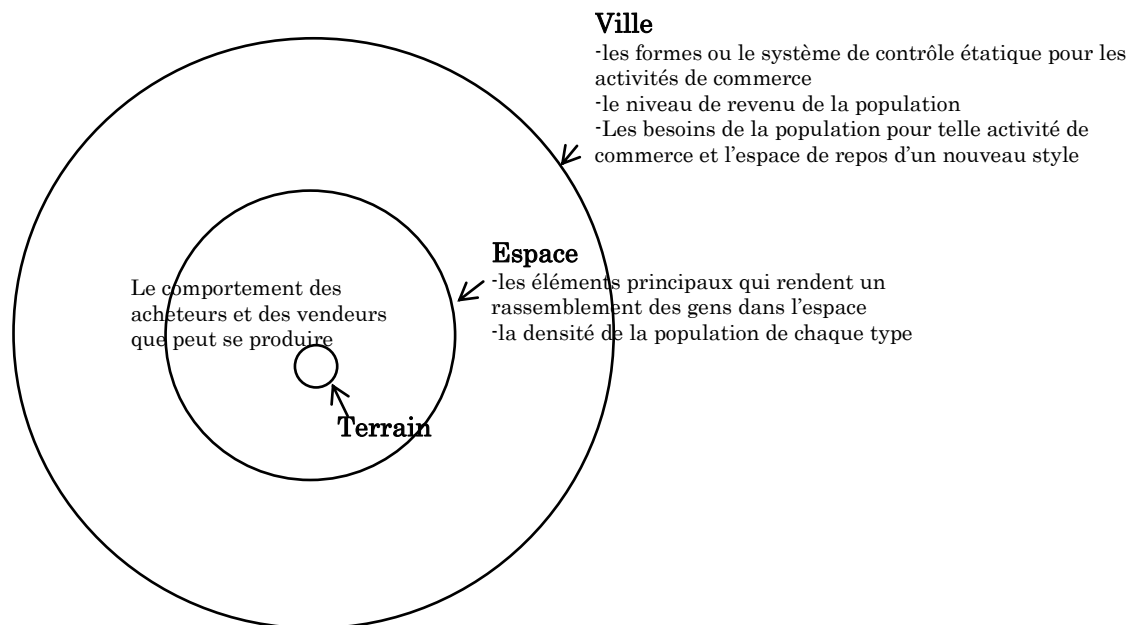 Ville
-les formes ou le système de contrôle étatique pour les
activités de commerce
-le niveau de revenu de la population
-Les besoins de la population pour telle activité de
commerce et l’espace de repos d’un nouveau style
Espace
-les éléments principaux qui rendent un
rassemblement des gens dans l’espace
-la densité de la population de chaque type
Le comportement des
acheteurs et des vendeurs
que peut se produire
Terrain